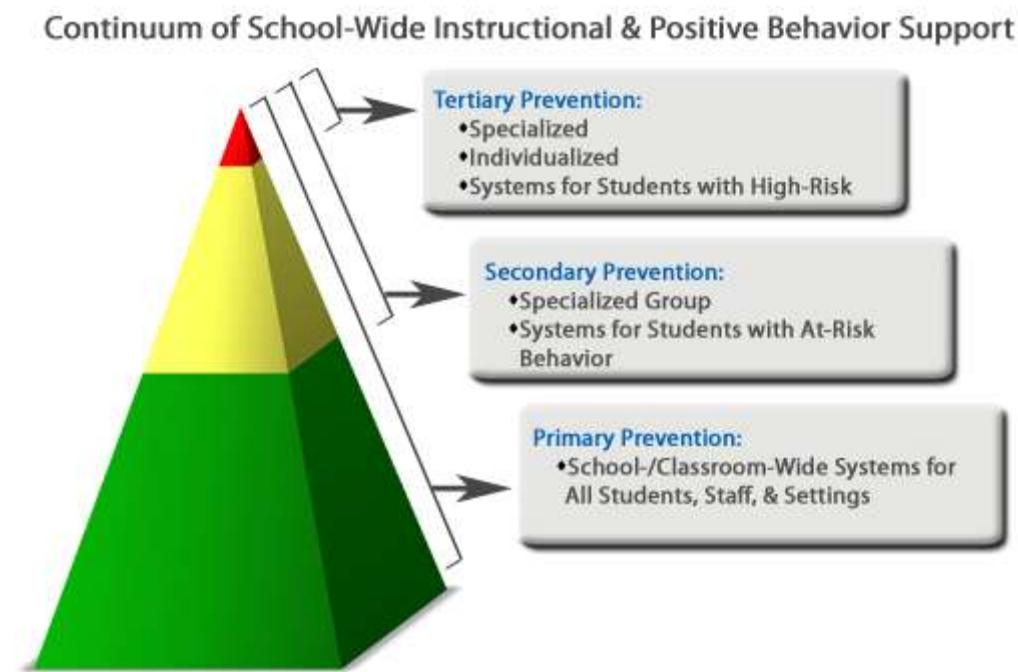 Continuum of School-Wide Instructional & Positive Behavior Support
Tertiary Prevention:
♦Specialized
♦Individualized
♦Systems for Students with High-Risk
Secondary Prevention:
♦Specialized Group
♦Systems for Students with At-Risk
Behavior
Primary Prevention:
♦School-/Classroom-Wide Systems for
All Students, Staff, & Settings